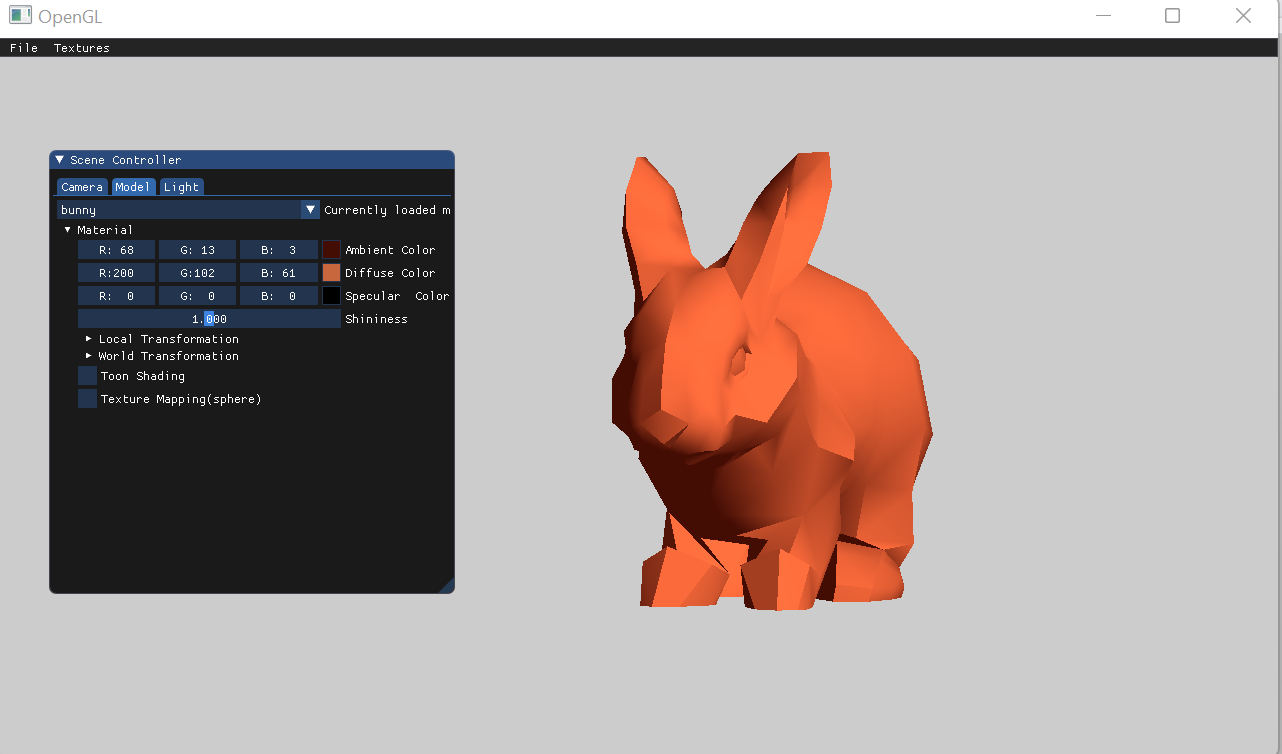 OpenGL
File Textures
Scene Controller
Camera Model Light
bunny Currently loaded m
Material
R: 68 G: 13 B: 3 Ambient Color
R:200 G:102 B: 61 Diffuse Color
R: 0 G: 0 B: 0 Specular Color
1.000 Shininess
Local Transformation
World Transformation
Toon Shading
Texture Mapping(sphere)